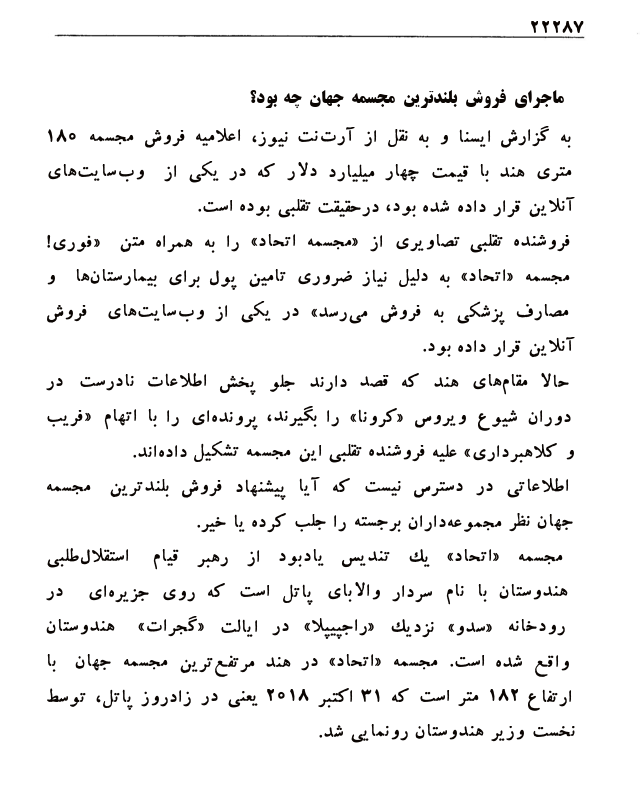 ۲۲۲۸۷
ماجرای فروش بلندترین مجسمه جهان چه بود؟
به گزارش ایسنا و به نقل از آرت‌نت نیوز، اعلامیه فروش مجسمه ۱۸۰
متری هند با قیمت چهار میلیارد دلار که در یکی از وب‌سایت‌های
آنلاین قرار داده شده بود، درحقیقت تقلبی بوده است.
فروشنده تقلبی تصاویری از «مجسمه اتحاد» را به همراه متن «فوری!
مجسمه «اتحاد» به دلیل نیاز ضروری تامین پول برای بیمارستان‌ها و
مصارف پزشکی به فروش می‌رسد» در یکی از وب‌سایت‌های فروش
آنلاین قرار داده بود.
حالا مقام‌های هند که قصد دارند جلو پخش اطلاعات نادرست در
دوران شیوع ویروس «کرونا» را بگیرند، پرونده‌ای را با اتهام «فریب
و کلاهبرداری» علیه فروشنده تقلبی این مجسمه تشکیل داده‌اند.
اطلاعاتی در دسترس نیست که آیا پیشنهاد فروش بلندترین مجسمه
جهان نظر مجموعه‌داران برجسته را جلب کرده یا خیر.
مجسمه «اتحاد» یك تندیس یادبود از رهبر قیام استقلال‌طلبی
هندوستان با نام سردار والابای پاتل است که روی جزیره‌ای در
رودخانه «سدو» نزدیك «راجپیپلا» در ایالت «گجرات» هندوستان
واقع شده است. مجسمه «اتحاد» در هند مرتفع‌ترین مجسمه جهان با
ارتفاع ۱۸۲ متر است که ۳۱ اکتبر ۲۰۱۸ یعنی در زادروز پاتل، توسط
نخست وزیر هندوستان رونمایی شد.